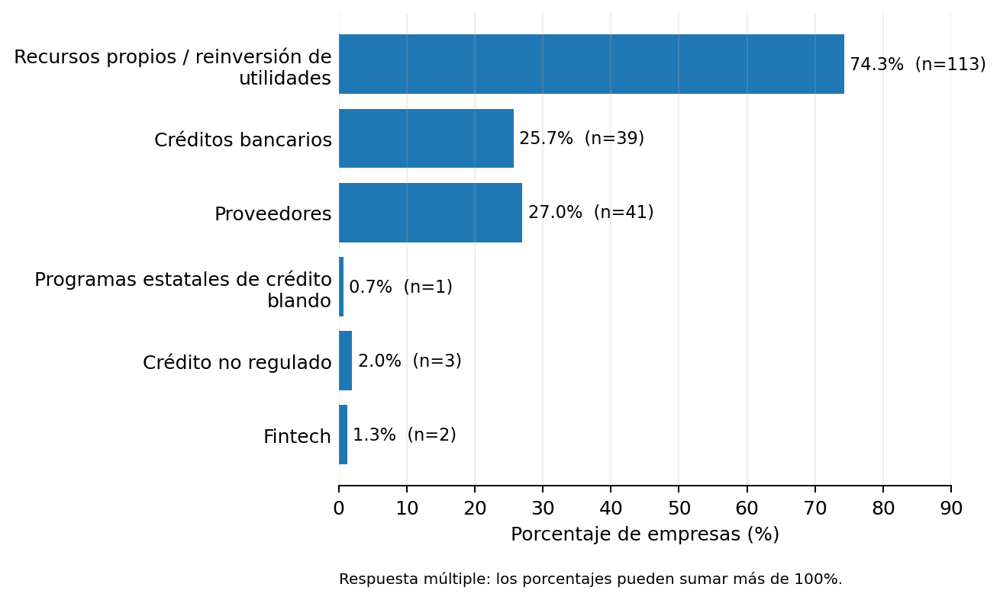 Recursos propios / reinversión de
utilidades
74.3%  (n=113)
Créditos bancarios
25.7%  (n=39)
Proveedores
27.0%  (n=41)
Programas estatales de crédito
blando
0.7%  (n=1)
Crédito no regulado
2.0%  (n=3)
Fintech
1.3%  (n=2)
0 10 20 30 40 50 60 70 80 90
Porcentaje de empresas (%)
Respuesta múltiple: los porcentajes pueden sumar más de 100%.